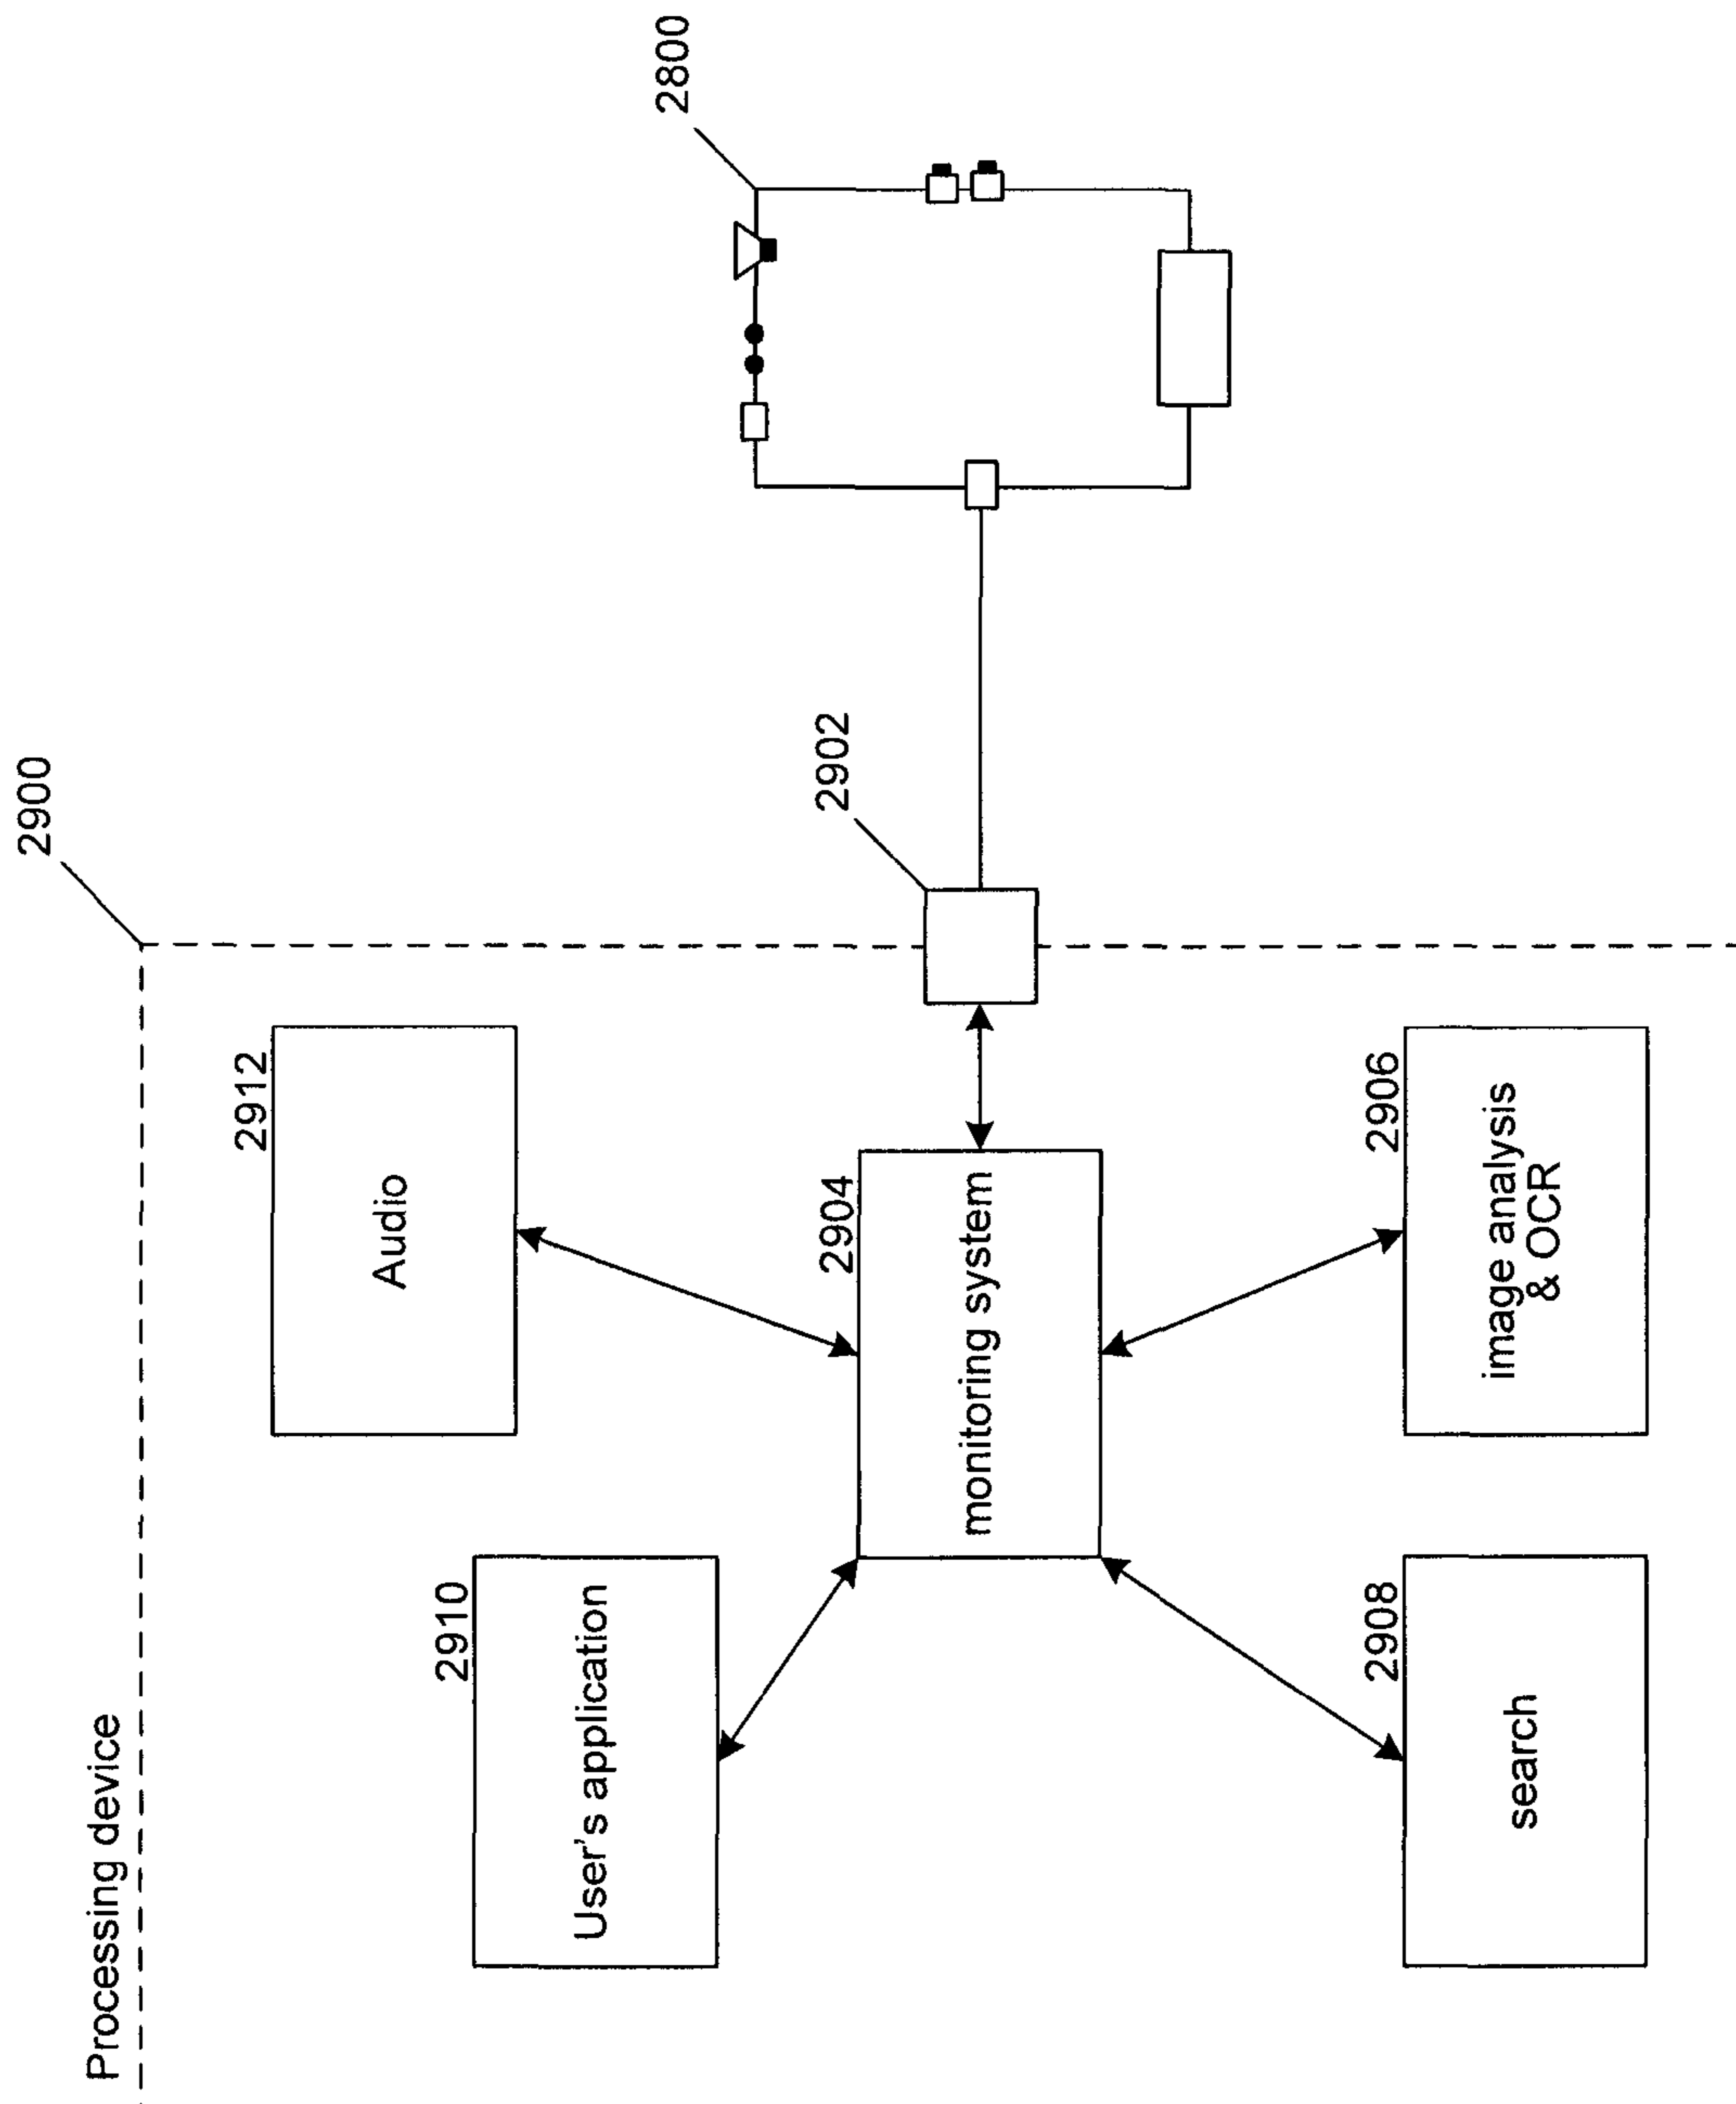 Processing device
2900
2910
User's application
2912
Audio
2904
monitoring system
2902
2800
2908
search
2906
image analysis
& OCR